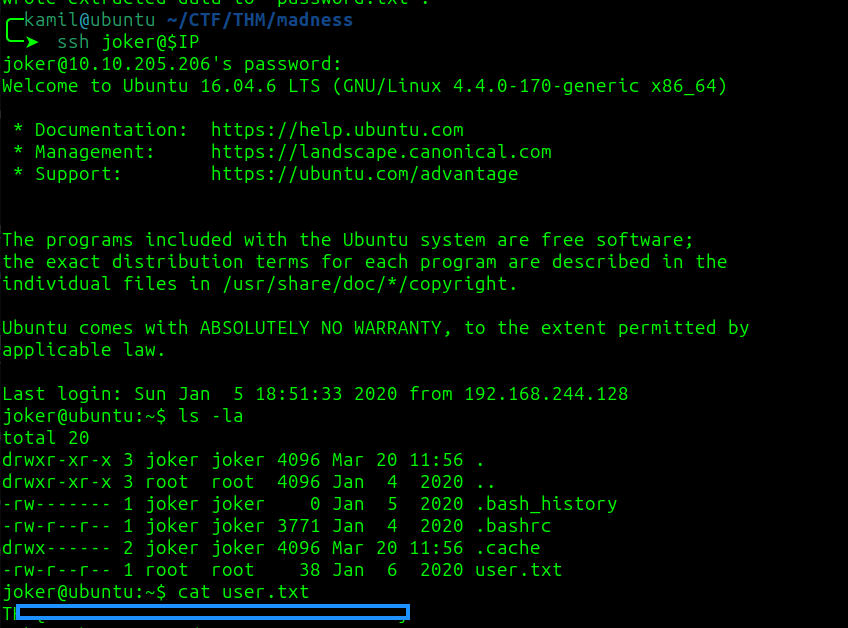 kamil@ubuntu ~/CTF/THM/madness
ssh joker@$IP
joker@10.10.205.206's password:
Welcome to Ubuntu 16.04.6 LTS (GNU/Linux 4.4.0-170-generic x86_64)
* Documentation: https://help.ubuntu.com
* Management: https://landscape.canonical.com
* Support: https://ubuntu.com/advantage
The programs included with the Ubuntu system are free software;
the exact distribution terms for each program are described in the
individual files in /usr/share/doc/*/copyright.
Ubuntu comes with ABSOLUTELY NO WARRANTY, to the extent permitted by
applicable law.
Last login: Sun Jan  5 18:51:33 2020 from 192.168.244.128
joker@ubuntu:~$ ls -la
total 20
drwxr-xr-x 3 joker joker 4096 Mar 20 11:56 .
drwxr-xr-x 3 root  root  4096 Jan  4  2020 ..
-rw------- 1 joker joker    0 Jan  5  2020 .bash_history
-rw-r--r-- 1 joker joker 3771 Jan  4  2020 .bashrc
drwx------ 2 joker joker 4096 Mar 20 11:56 .cache
-rw-r--r-- 1 root  root    38 Jan  6  2020 user.txt
joker@ubuntu:~$ cat user.txt